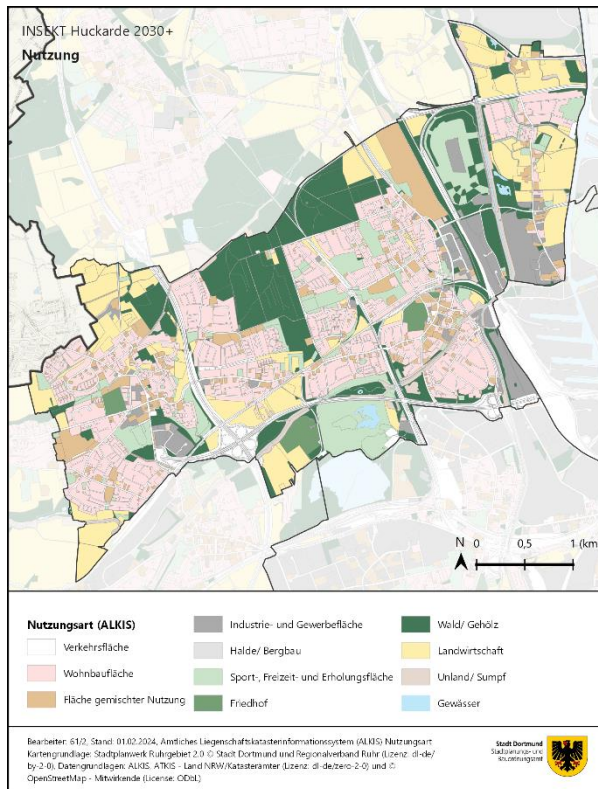 INSEKT Huckarde 2030+
Nutzung
N 0 0,5 1 (km
Nutzungsart (ALKIS)
Verkehrsfläche
Wohnbaufläche
Fläche gemischter Nutzung
Industrie- und Gewerbefläche
Halde/ Bergbau
Sport-, Freizeit- und Erholungsfläche
Friedhof
Wald/ Gehölz
Landwirtschaft
Unland/ Sumpf
Gewässer
Bearbeiter: 61/2, Stand: 01.02.2024, Amtliches Liegenschaftskatasterinformationssystem (ALKIS) Nutzungsart
Kartengrundlage: Stadtplanwerk Ruhrgebiet 2.0 © Stadt Dortmund und Regionalverband Ruhr (Lizenz: dl-de/
by-2-0), Datengrundlagen: ALKIS, ATKIS - Land NRW/Katasterämter (Lizenz: dl-de/zero-2-0) und ©
OpenStreetMap - Mitwirkende (License: ODbL)
Stadt Dortmund
Stadtplanungs- und
Bauordnungsamt